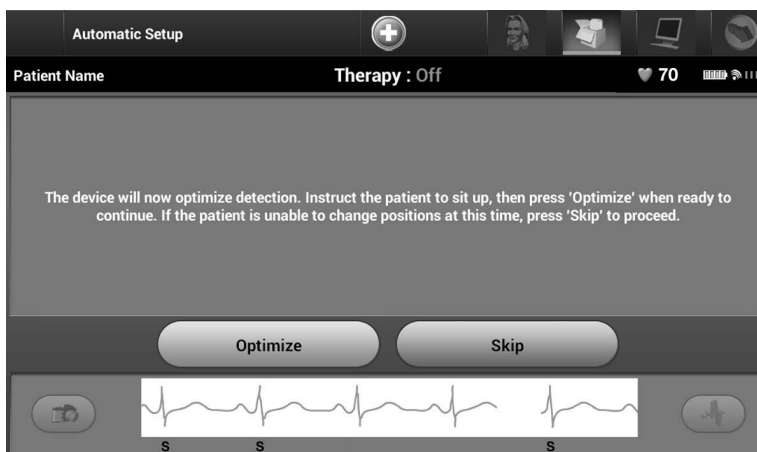 Automatic Setup
Patient Name
Therapy : Off
70
The device will now optimize detection. Instruct the patient to sit up, then press 'Optimize' when ready to
continue. If the patient is unable to change positions at this time, press 'Skip' to proceed.
Optimize
Skip
S S S